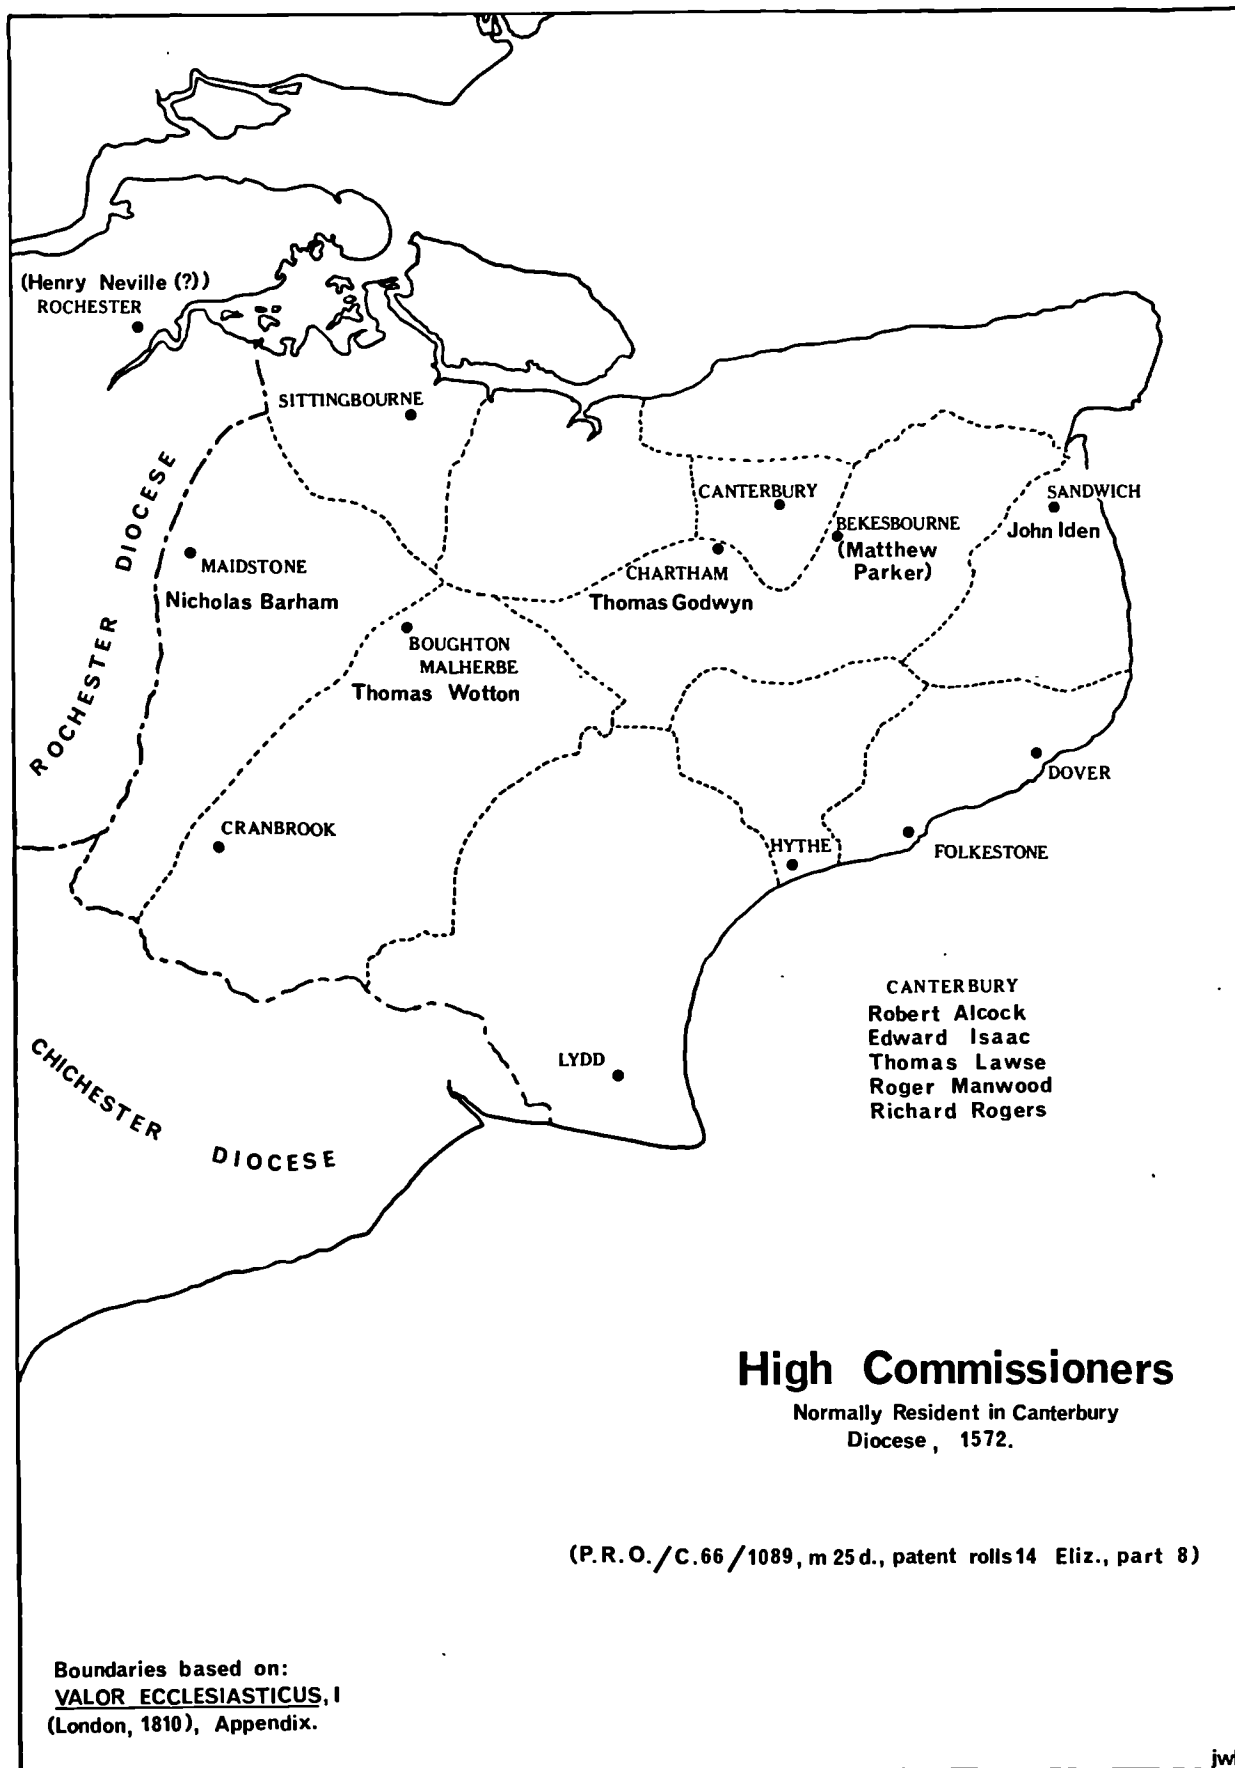 (Henry Neville (?))
ROCHESTER
SITTINGBOURNE
ROCHESTER DIOCESE
CANTERBURY
SANDWICH
John Iden
BEKESBOURNE
(Matthew
Parker)
MAIDSTONE
Nicholas Barham
CHARTHAM
Thomas Godwyn
BOUGHTON
MALHERBE
Thomas Wotton
DOVER
CRANBROOK
HYTHE
FOLKESTONE
CANTERBURY
Robert Alcock
Edward Isaac
Thomas Lawse
Roger Manwood
Richard Rogers
LYDD
CHICHESTER DIOCESE
High Commissioners
Normally Resident in Canterbury
Diocese, 1572.
(P.R.O./C.66/1089, m 25d., patent rolls 14 Eliz., part 8)
Boundaries based on:
VALOR ECCLESIASTICUS, I
(London, 1810), Appendix.